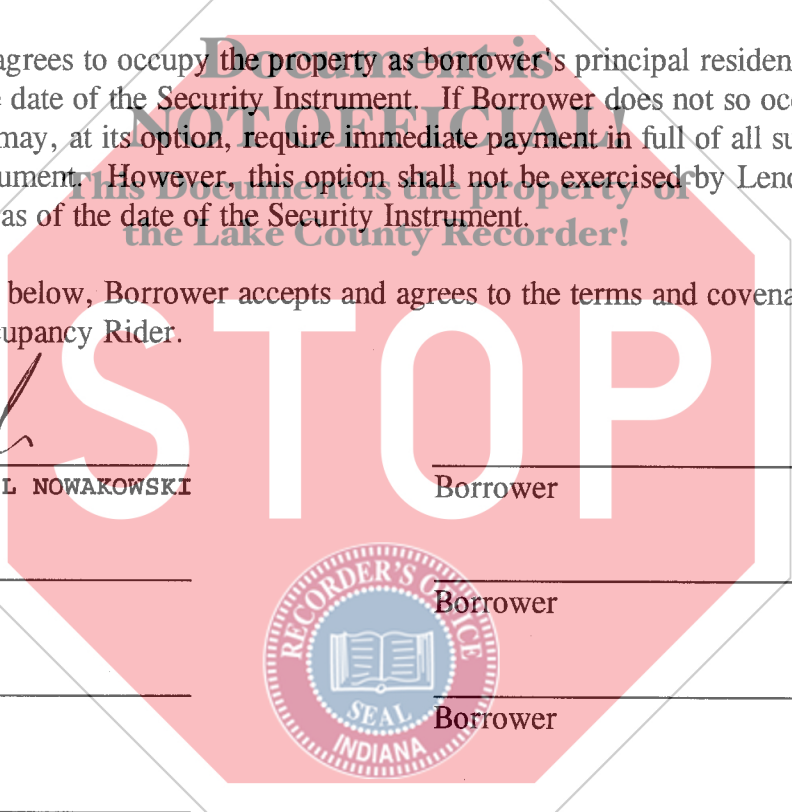 agrees to occupy the property as borrower's principal residen
date of the Security Instrument. If Borrower does not so oc
may, at its option, require immediate payment in full of all su
ument. However, this option shall not be exercised by Lend
as of the date of the Security Instrument.
Document is
NOT OFFICIAL!
This Document is the property of
the Lake County Recorder!
below, Borrower accepts and agrees to the terms and covena
upancy Rider.
STOP
L NOWAKOWSKI
Borrower
Borrower
Borrower
RECORDER'S OFFICE
SEAL
INDIANA